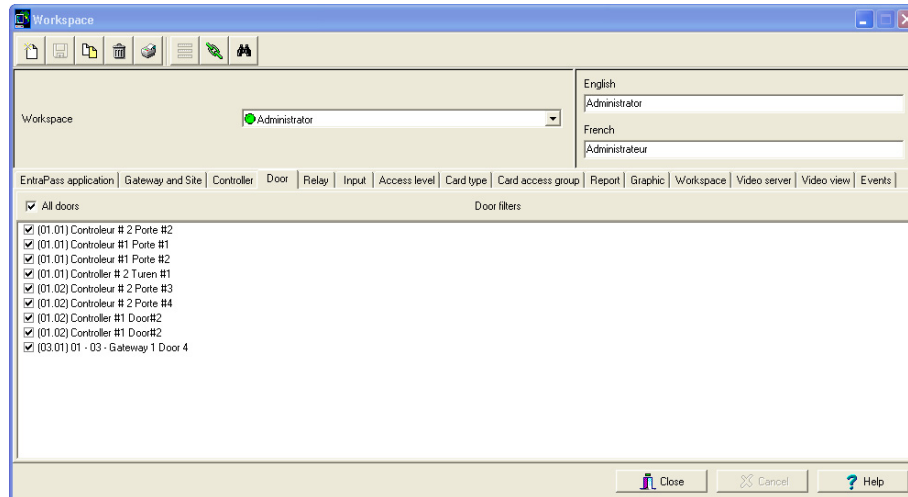 Workspace
English
Administrator
Workspace
Administrator
French
Administrateur
EntraPass application Gateway and Site Controller Door Relay Input Access level Card type Card access group Report Graphic Workspace Video server Video view Events
All doors Door filters
(01.01) Controleur # 2 Porte #2
(01.01) Controleur #1 Porte #1
(01.01) Controleur #1 Porte #2
(01.01) Controller # 2 Turen #1
(01.02) Controleur # 2 Porte #3
(01.02) Controleur # 2 Porte #4
(01.02) Controller #1 Door#2
(01.02) Controller #1 Door#2
(03.01) 01 - 03 - Gateway 1 Door 4
Close Cancel Help